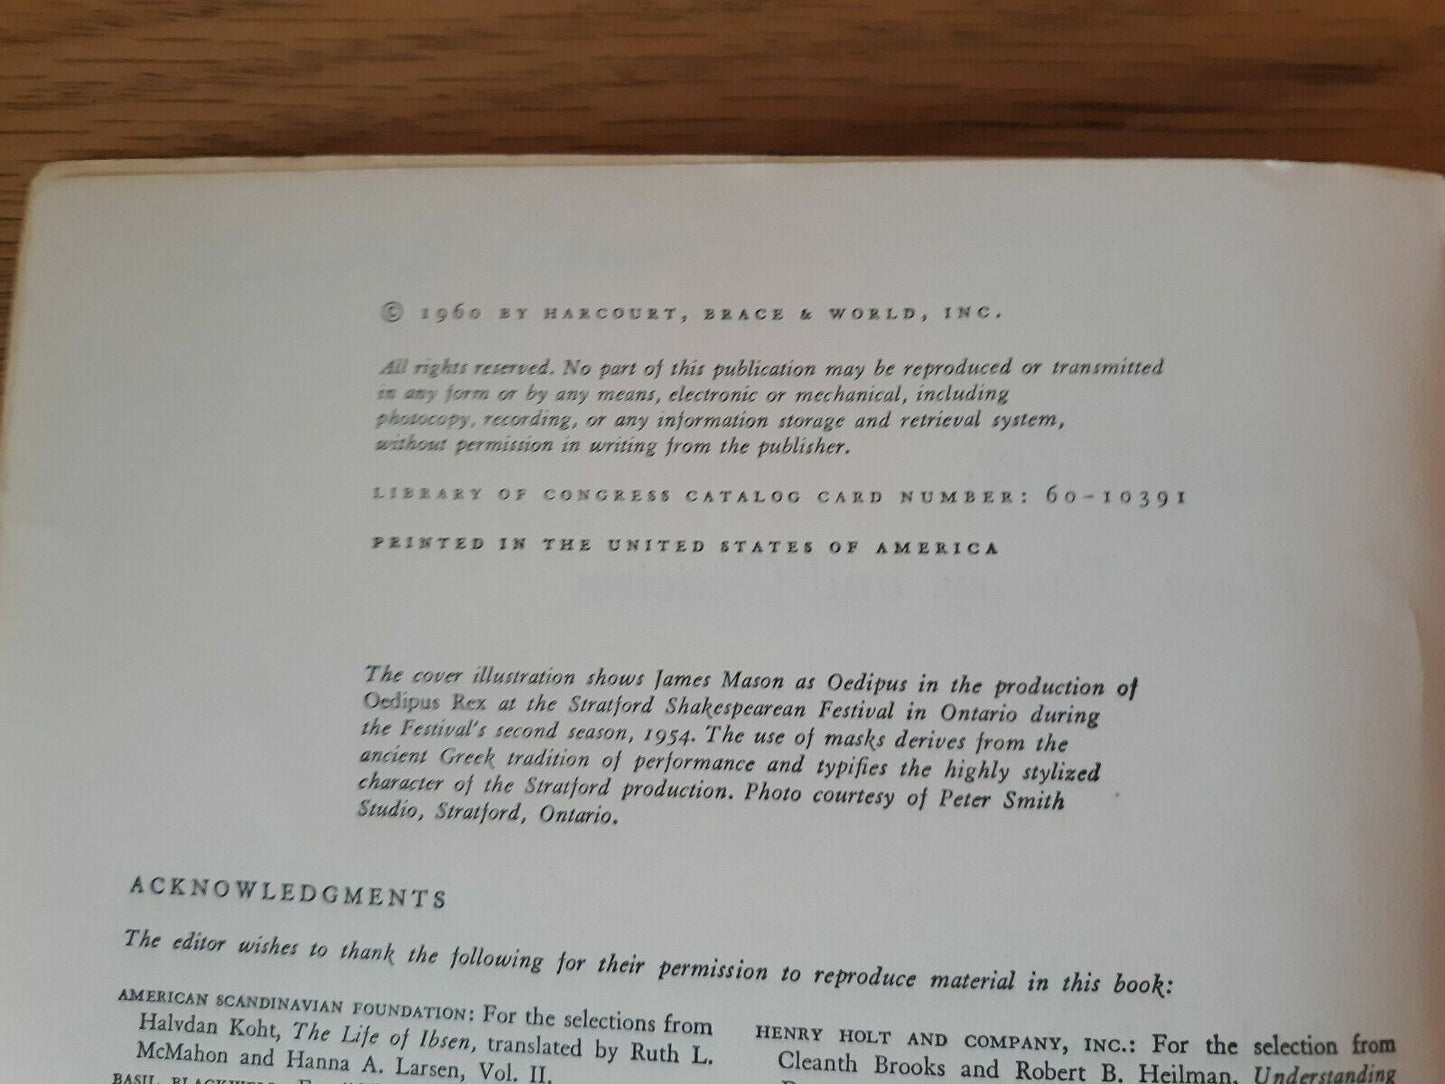 © 1960 BY HARCOURT, BRACE & WORLD, INC.
All rights reserved. No part of this publication may be reproduced or transmitted
in any form or by any means, electronic or mechanical, including
photocopy, recording, or any information storage and retrieval system,
without permission in writing from the publisher.
LIBRARY OF CONGRESS CATALOG CARD NUMBER: 60-10391
PRINTED IN THE UNITED STATES OF AMERICA
The cover illustration shows James Mason as Oedipus in the production of
Oedipus Rex at the Stratford Shakespearean Festival in Ontario during
the Festival's second season, 1954. The use of masks derives from the
ancient Greek tradition of performance and typifies the highly stylized
character of the Stratford production. Photo courtesy of Peter Smith
Studio, Stratford, Ontario.
ACKNOWLEDGMENTS
The editor wishes to thank the following for their permission to reproduce material in this book:
AMERICAN SCANDINAVIAN FOUNDATION: For the selections from
Halvdan Koht, The Life of Ibsen, translated by Ruth L.
McMahon and Hanna A. Larsen, Vol. II.
BASIL
HENRY HOLT AND COMPANY, INC.: For the selection from
Cleanth Brooks and Robert B. Heilman, Understanding